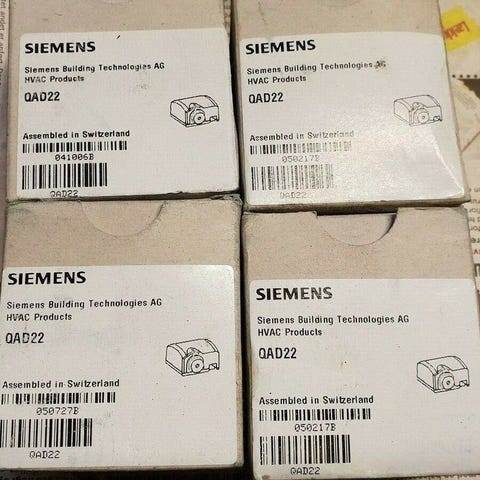 SIEMENS
Siemens Building Technologies AG
HVAC Products
QAD22
Assembled in Switzerland
041006B
QAD22
SIEMENS
Siemens Building Technologies AG
HVAC Products
QAD22
Assembled in Switzerland
050217B
QAD22
SIEMENS
Siemens Building Technologies AG
HVAC Products
QAD22
Assembled in Switzerland
050727B
QAD22
SIEMENS
Siemens Building Technologies AG
HVAC Products
QAD22
Assembled in Switzerland
050217B
QAD22